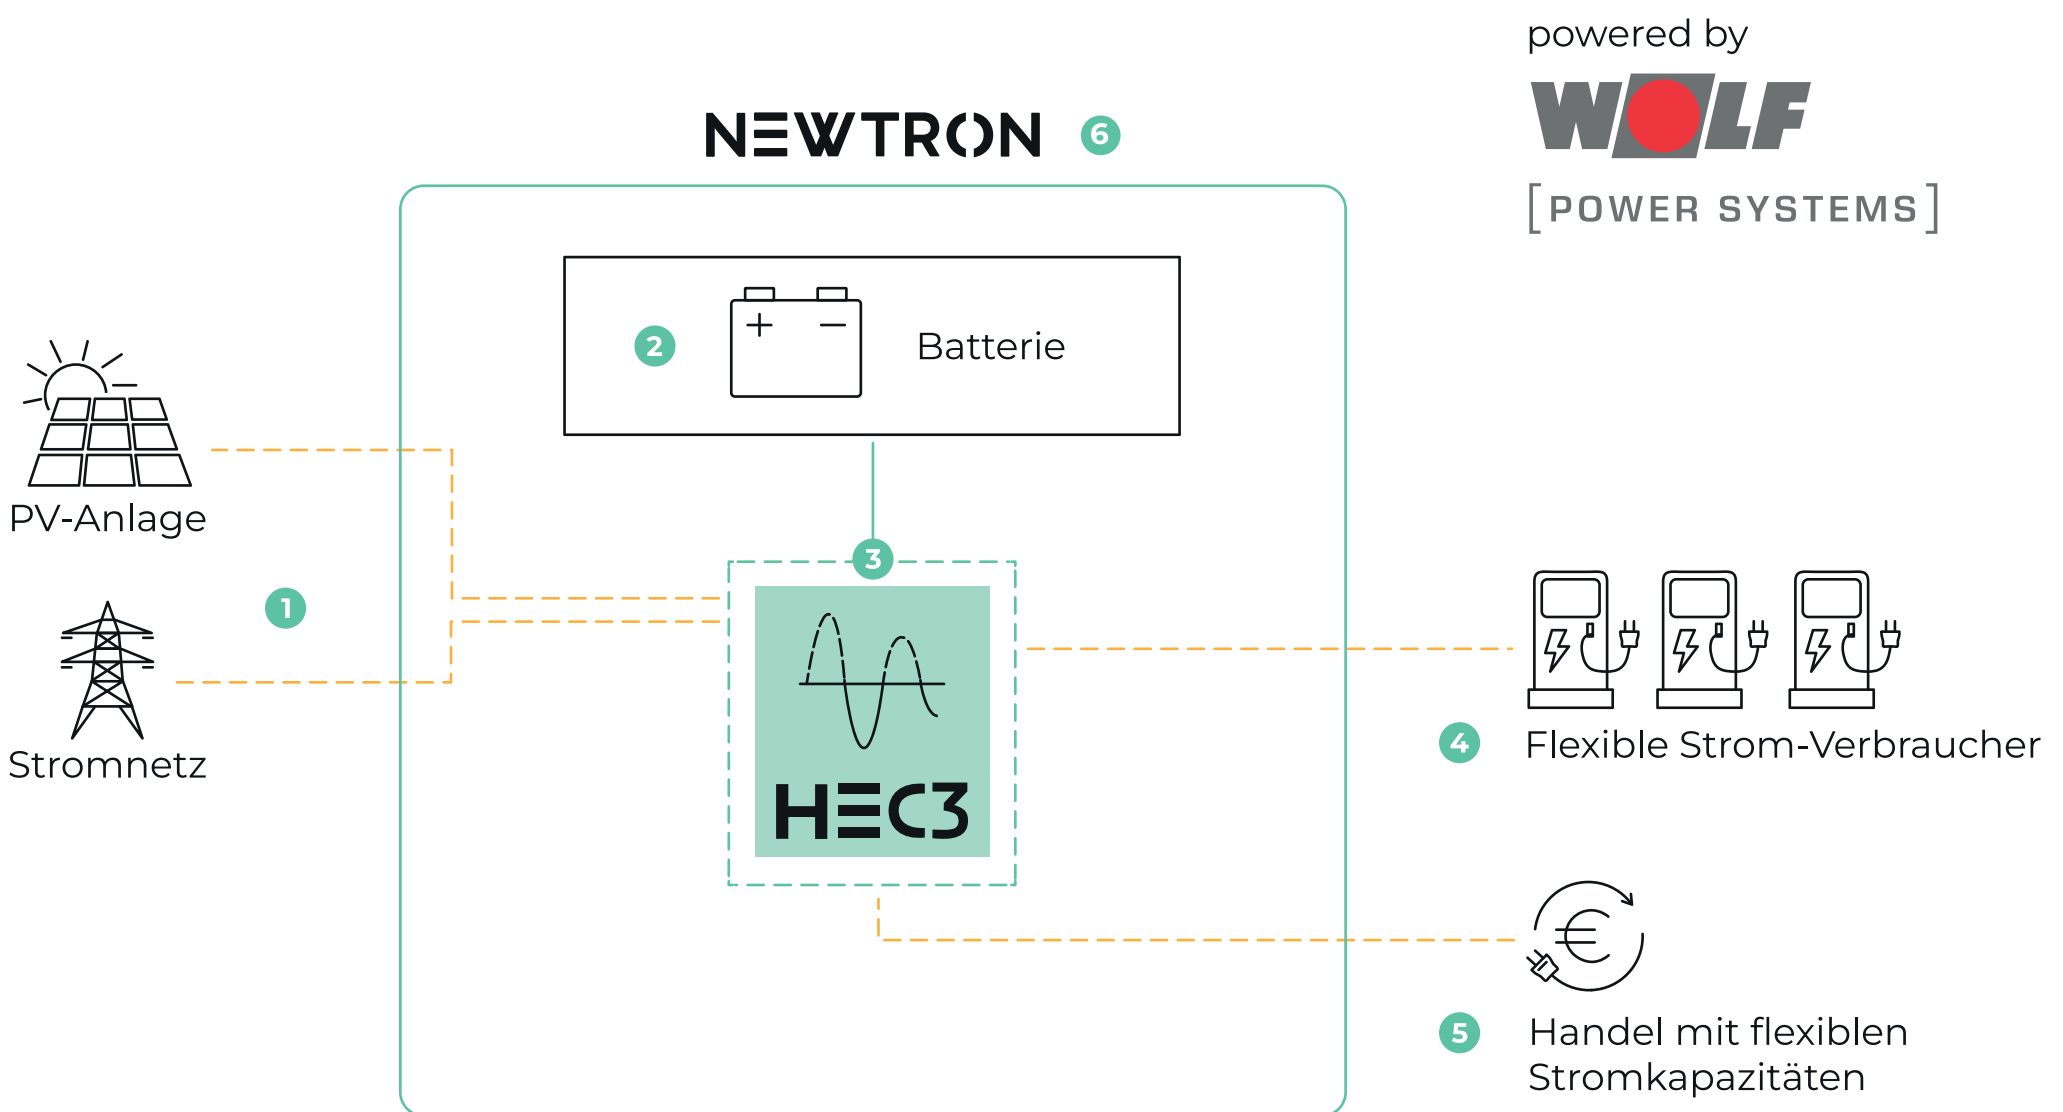 powered by
WOLF
[POWER SYSTEMS]
NEWTRON 6
2 + − Batterie
PV-Anlage
1
Stromnetz
3
HEC3
4 Flexible Strom-Verbraucher
€
5 Handel mit flexiblen
Stromkapazitäten